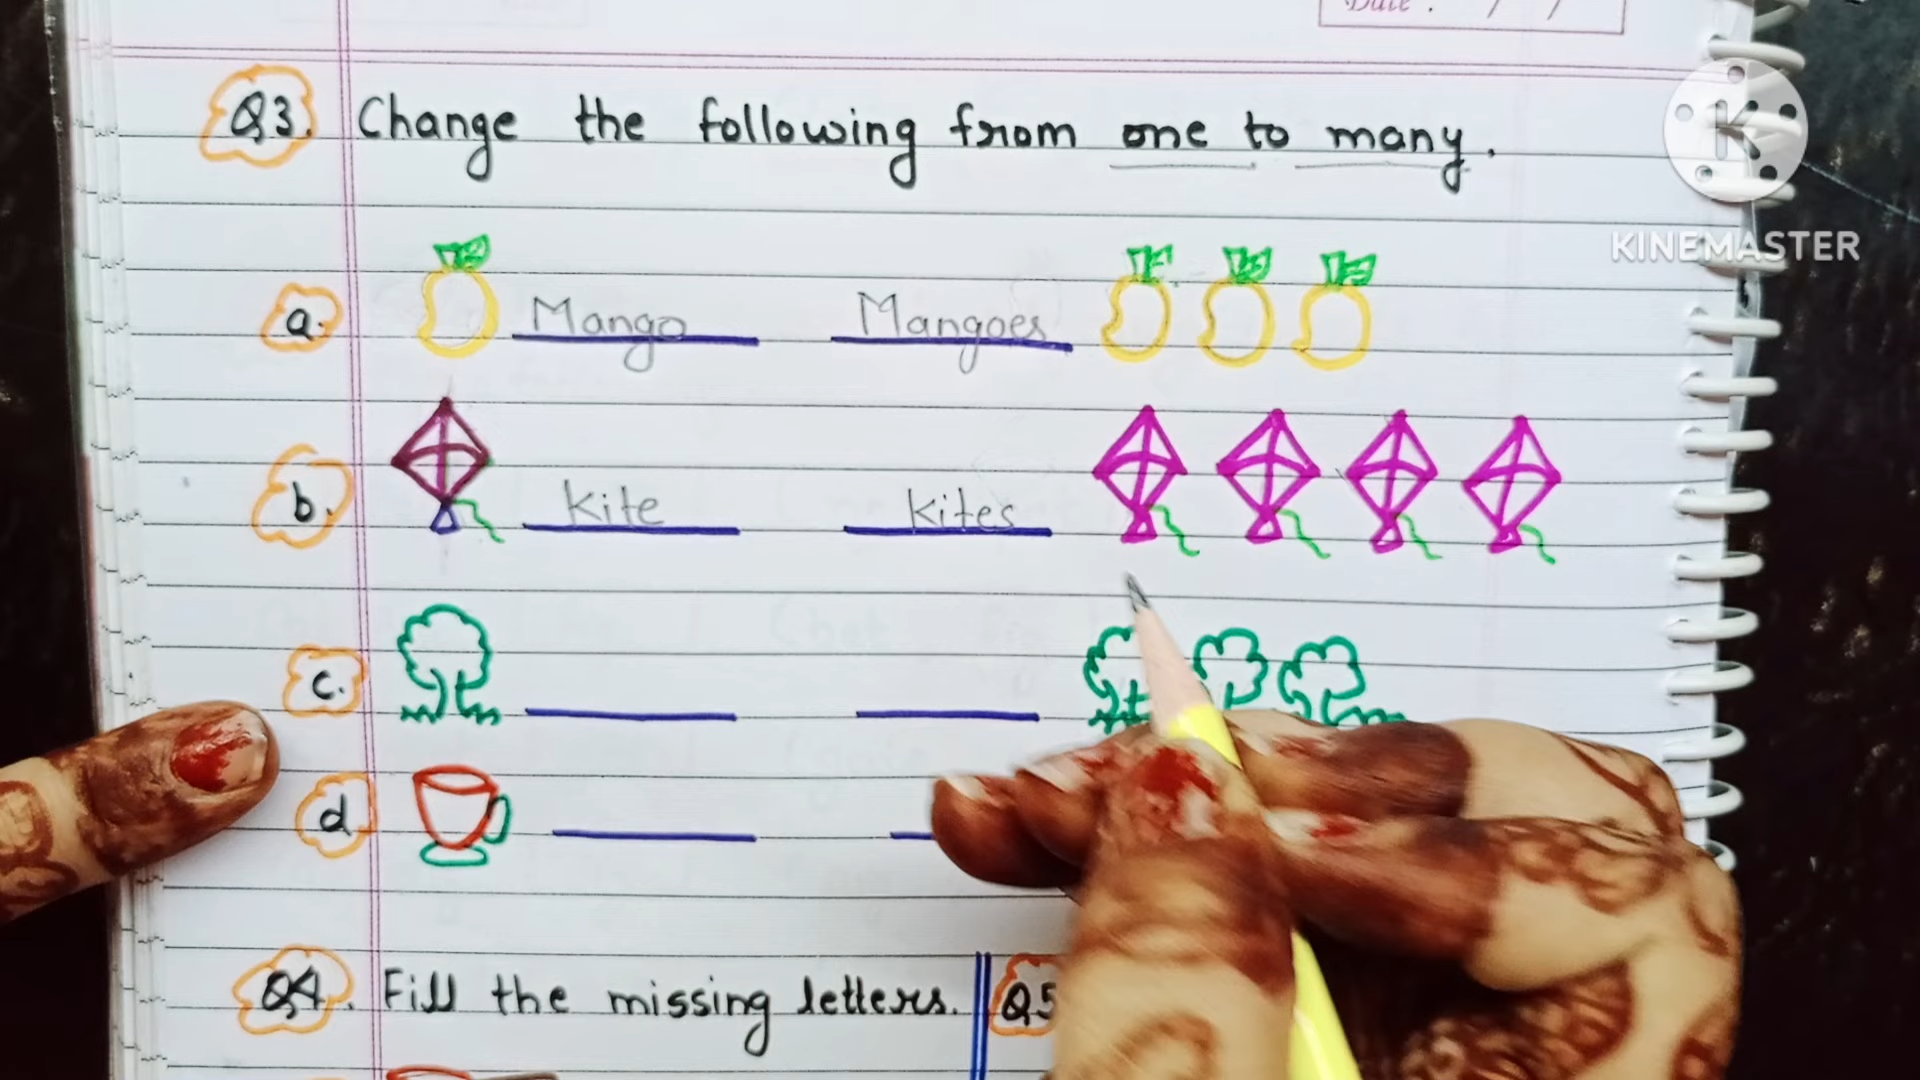 Date : / /
Q3. Change the following from one to many.
K
KINEMASTER
a. Mango Mangoes
b. kite kites
c.
d
Q4. Fill the missing letters. Q5